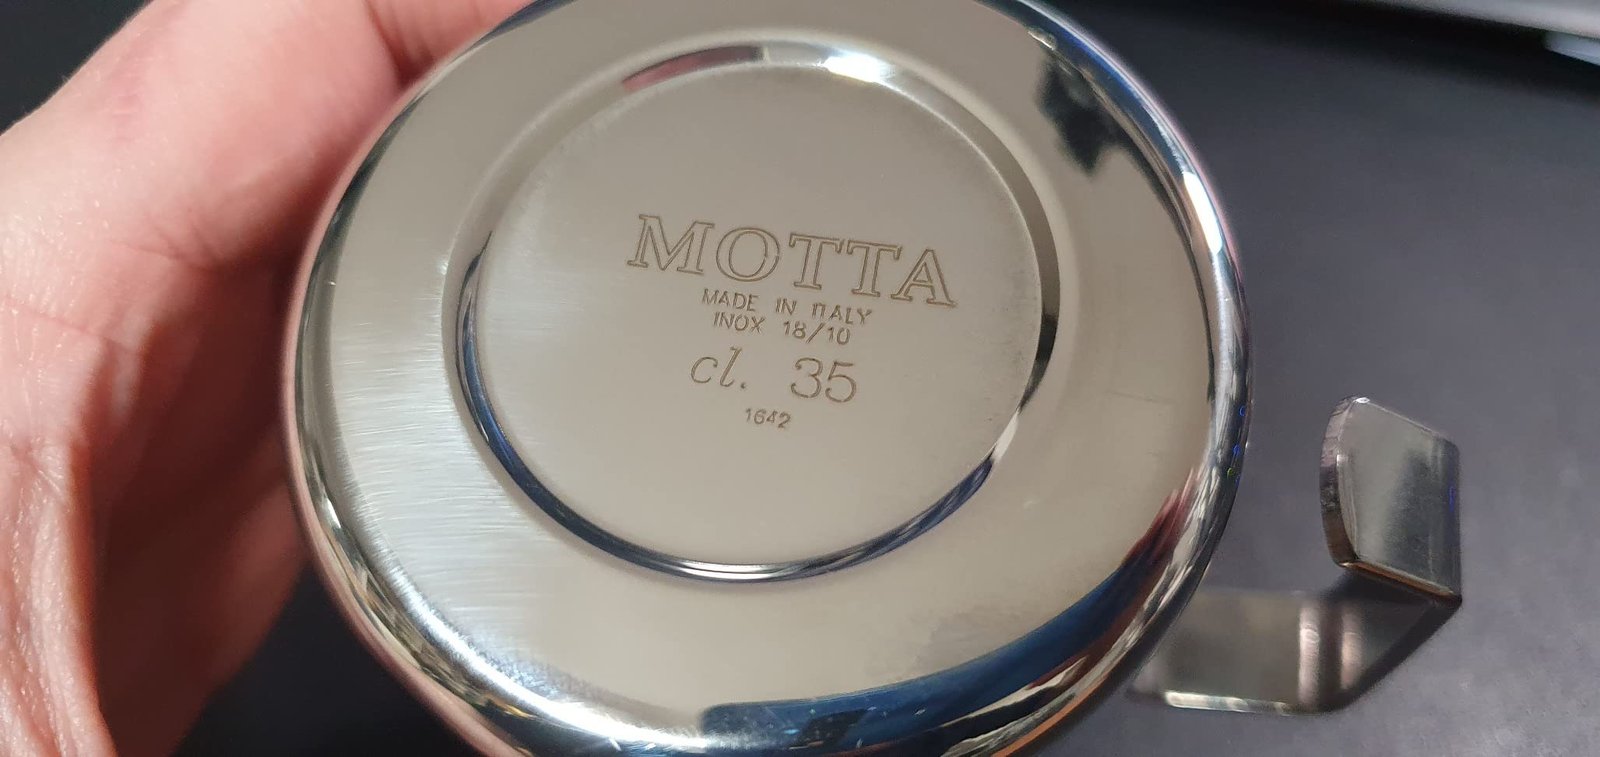 MOTTA
MADE IN ITALY
INOX 18/10
cl. 35
1642